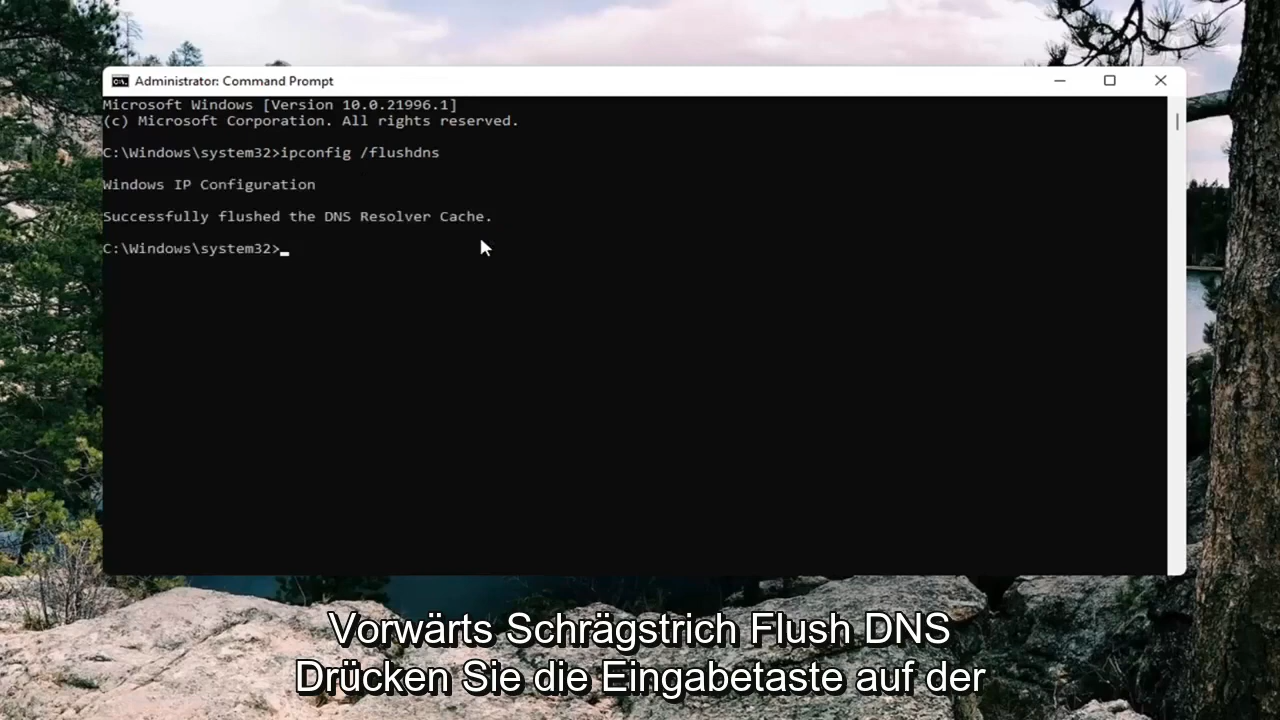 Administrator: Command Prompt
Microsoft Windows [Version 10.0.21996.1]
(c) Microsoft Corporation. All rights reserved.
C:\Windows\system32>ipconfig /flushdns
Windows IP Configuration
Successfully flushed the DNS Resolver Cache.
C:\Windows\system32>
Vorwärts Schrägstrich Flush DNS
Drücken Sie die Eingabetaste auf der